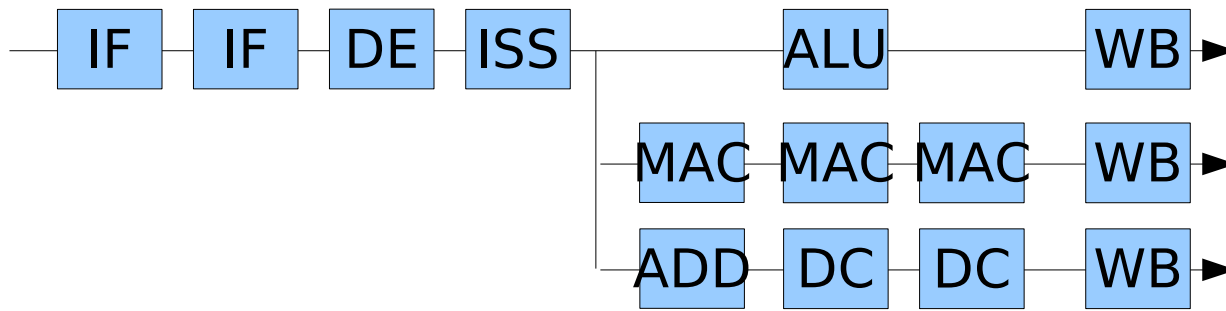 IF IF DE ISS ALU WB
MAC MAC MAC WB
ADD DC DC WB